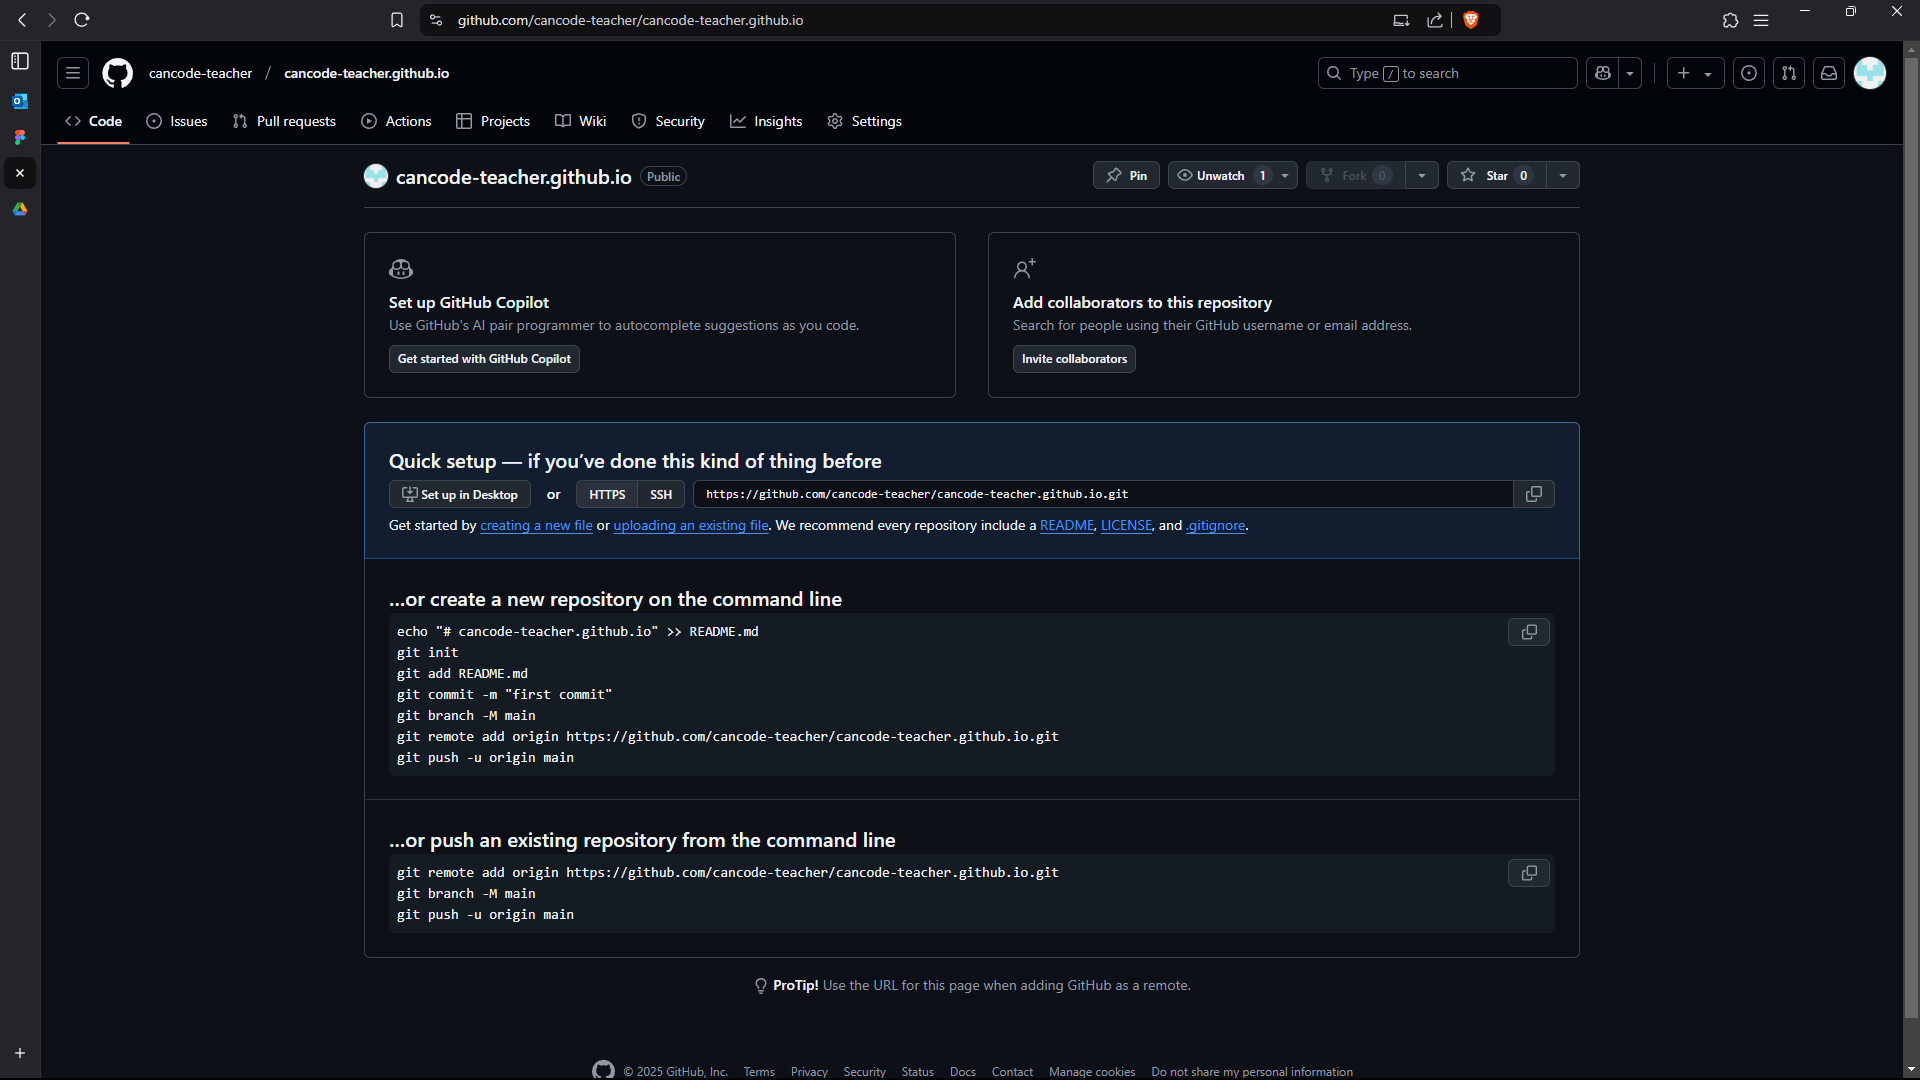 github.com/cancode-teacher/cancode-teacher.github.io
cancode-teacher / cancode-teacher.github.io
Type / to search
Code Issues Pull requests Actions Projects Wiki Security Insights Settings
cancode-teacher.github.io Public
Pin Unwatch 1 Fork 0 Star 0
Set up GitHub Copilot
Use GitHub's AI pair programmer to autocomplete suggestions as you code.
Get started with GitHub Copilot
Add collaborators to this repository
Search for people using their GitHub username or email address.
Invite collaborators
Quick setup — if you’ve done this kind of thing before
Set up in Desktop or HTTPS SSH https://github.com/cancode-teacher/cancode-teacher.github.io.git
Get started by creating a new file or uploading an existing file. We recommend every repository include a README, LICENSE, and .gitignore.
…or create a new repository on the command line
echo "# cancode-teacher.github.io" >> README.md
git init
git add README.md
git commit -m "first commit"
git branch -M main
git remote add origin https://github.com/cancode-teacher/cancode-teacher.github.io.git
git push -u origin main
…or push an existing repository from the command line
git remote add origin https://github.com/cancode-teacher/cancode-teacher.github.io.git
git branch -M main
git push -u origin main
ProTip! Use the URL for this page when adding GitHub as a remote.
© 2025 GitHub, Inc. Terms Privacy Security Status Docs Contact Manage cookies Do not share my personal information